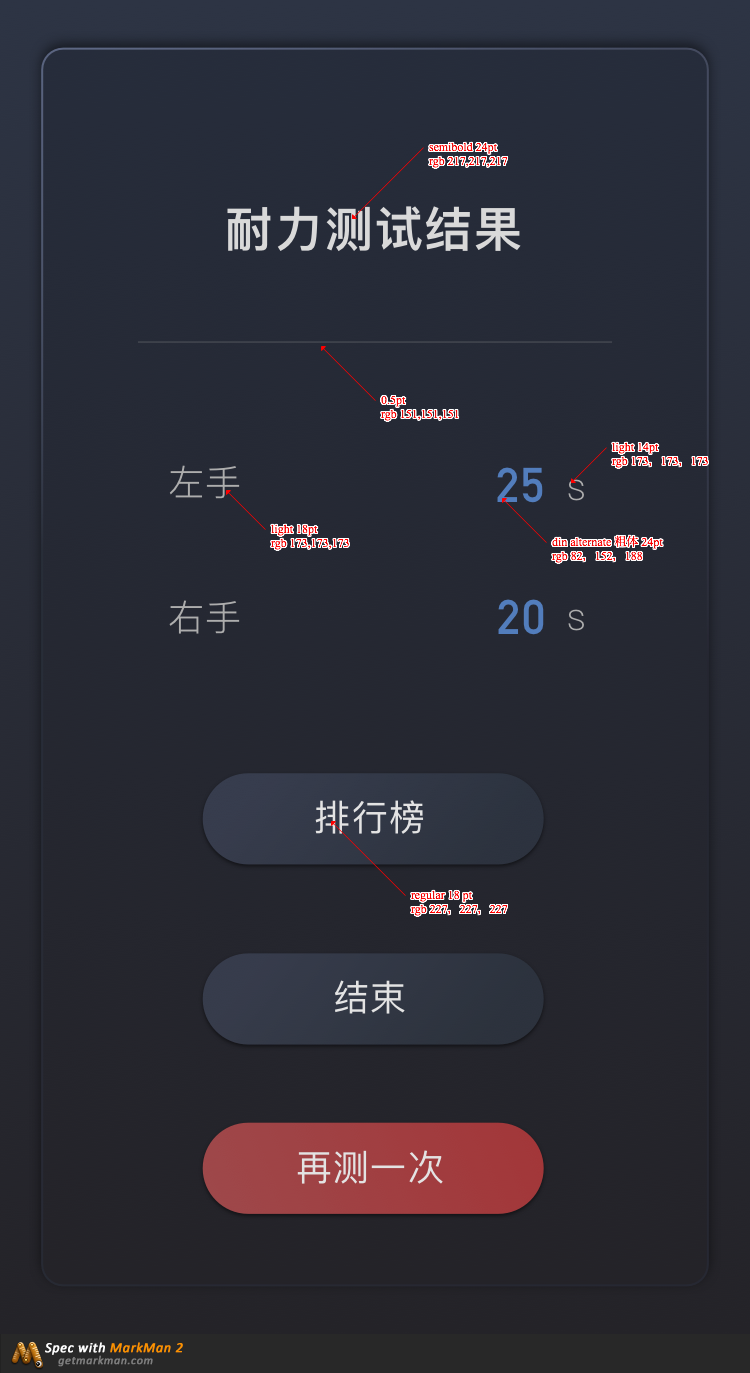 semibold 24pt
rgb 217,217,217
耐力测试结果
0.5pt
rgb 151,151,151
light 14pt
rgb 173，173，173
左手
25 s
light 18pt
rgb 173,173,173
din alternate 粗体 24pt
rgb 82，152，188
右手
20 s
排行榜
regular 18 pt
rgb 227，227，227
结束
再测一次
Spec with MarkMan 2
getmarkman.com